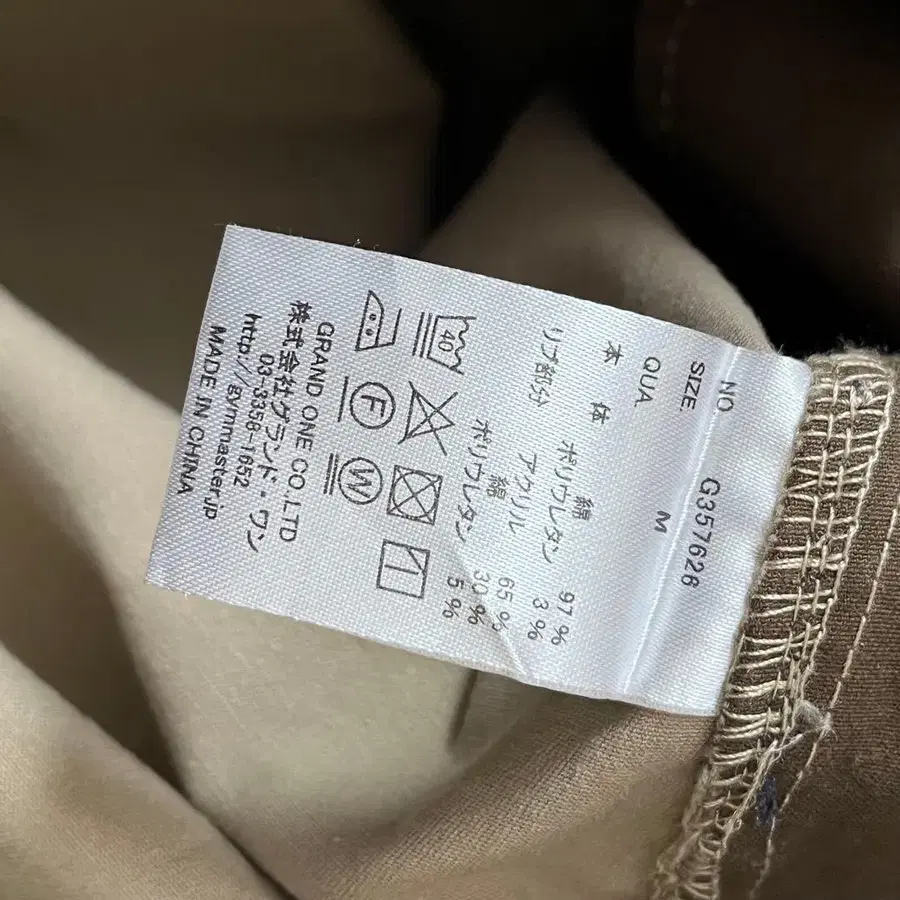 NO G357626
SIZE. M
QUA.
本 体 綿 97%
ポリウレタン 3%
リブ部分 アクリル 65%
綿 30%
ポリウレタン 5%
40
F W
GRAND ONE CO.,LTD
株式会社グランド・ワン
03-3358-1652
http://gymmaster.jp
MADE IN CHINA